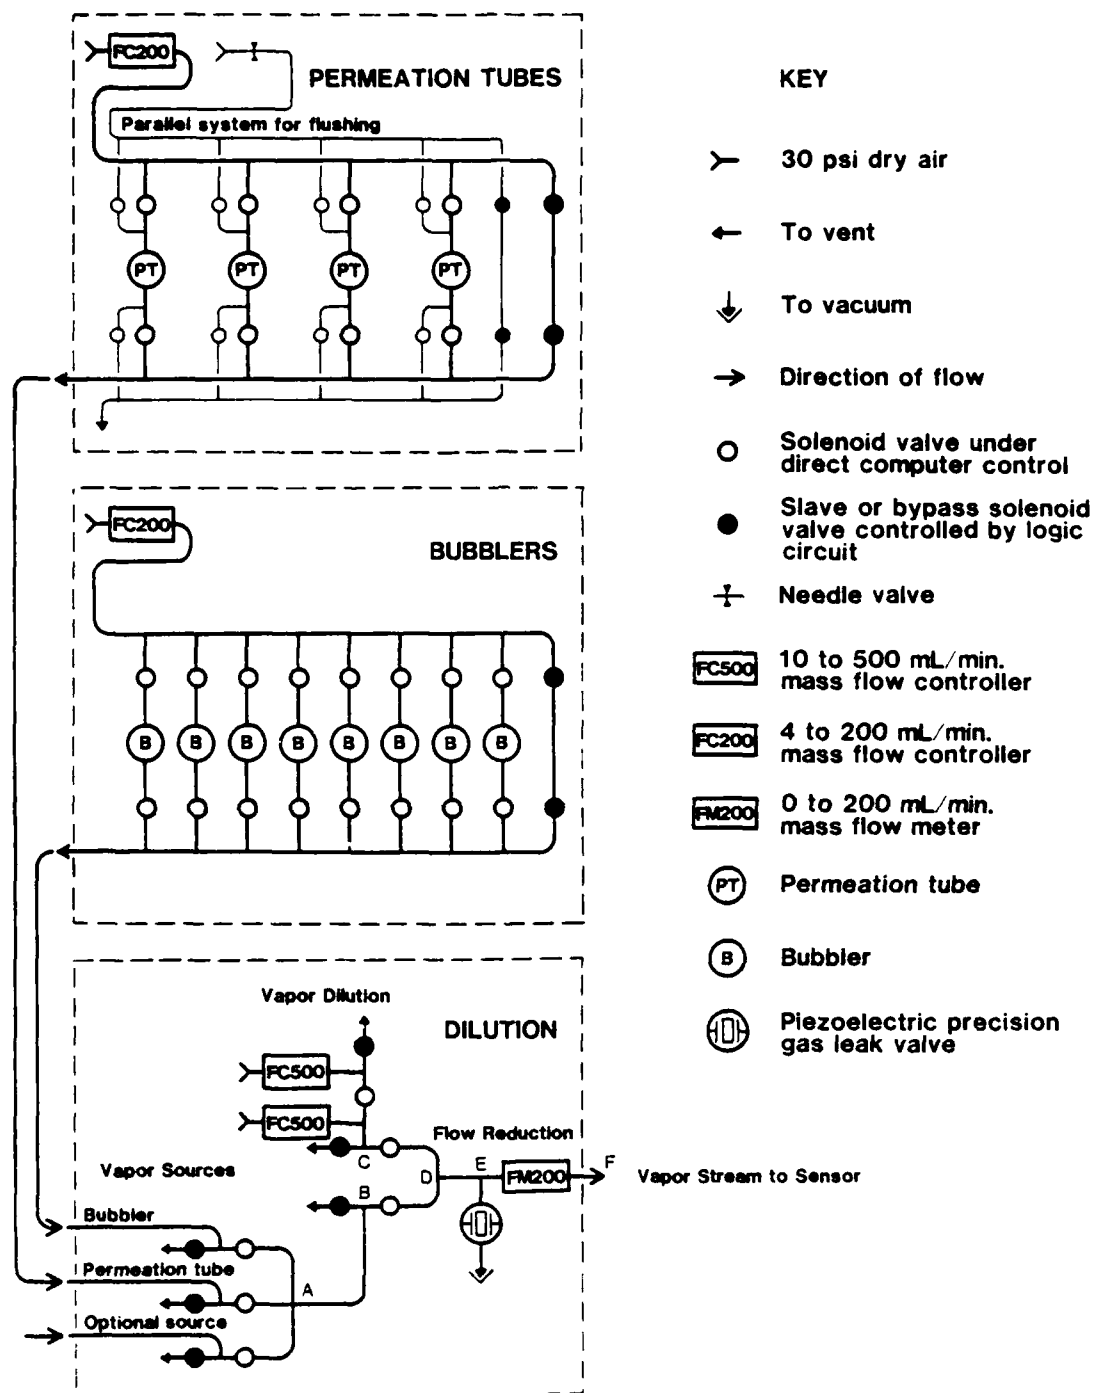 FC200
PERMEATION TUBES
Parallel system for flushing
PT PT PT PT
FC200
BUBBLERS
B B B B B B B B
Vapor Dilution
DILUTION
FC500
FC500
Flow Reduction
C
D
E
F
FM200
Vapor Stream to Sensor
Vapor Sources
B
Bubbler
Permeation tube
A
Optional source
KEY
30 psi dry air
To vent
To vacuum
Direction of flow
Solenoid valve under
direct computer control
Slave or bypass solenoid
valve controlled by logic
circuit
Needle valve
FC500
10 to 500 mL/min.
mass flow controller
FC200
4 to 200 mL/min.
mass flow controller
FM200
0 to 200 mL/min.
mass flow meter
PT
Permeation tube
B
Bubbler
Piezoelectric precision
gas leak valve